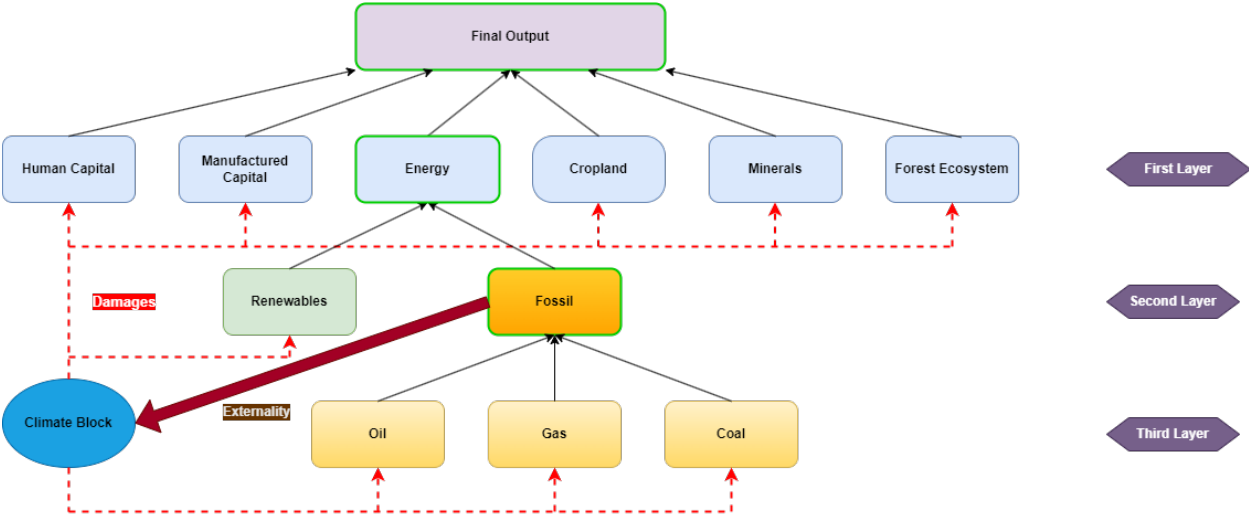 Final Output
Human Capital
Manufactured
Capital
Energy
Cropland
Minerals
Forest Ecosystem
First Layer
Damages
Renewables
Fossil
Second Layer
Climate Block
Externality
Oil
Gas
Coal
Third Layer